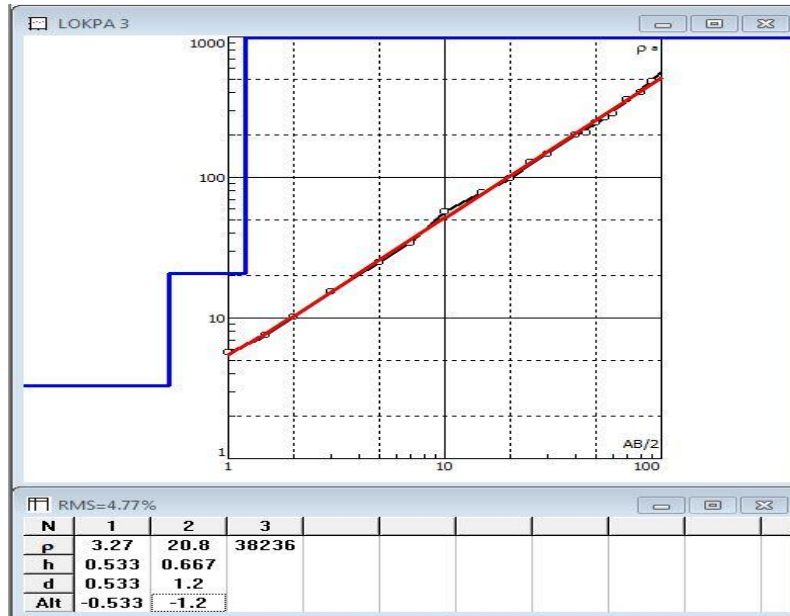 LOKPA 3
1000
ρ a
100
10
1
AB/2
1
10
100
RMS=4.77%
N 1 2 3
ρ 3.27 20.8 38236
h 0.533 0.667
d 0.533 1.2
Alt -0.533 -1.2